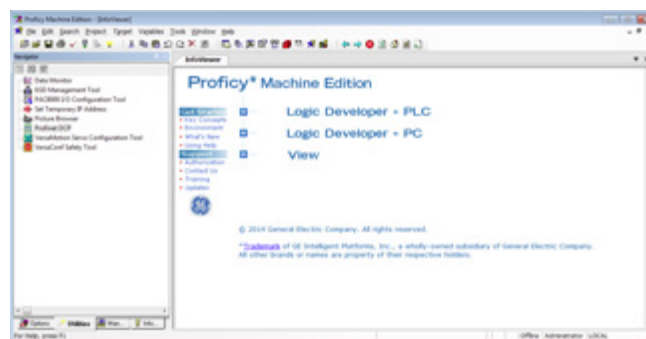 Proficy Machine Edition - [InfoViewer]
File Edit Search Project Target Variables Tools Window Help
Navigator
InfoViewer
Data Monitor
EGD Management Tool
PAC8000 I/O Configuration Tool
Set Temporary IP Address
Picture Browser
Profinet DCP
VersaMotion Servo Configuration Tool
VersaConf Safety Tool
Proficy* Machine Edition
Get Started
Key Concepts
Environment
What's New
Using Help
Support
Authorization
Contact Us
Training
Updates
Logic Developer - PLC
Logic Developer - PC
View
© 2014 General Electric Company. All rights reserved.
*Trademark of GE Intelligent Platforms, Inc., a wholly-owned subsidiary of General Electric Company.
All other brands or names are property of their respective holders.
Options Utilities Man... Info...
For Help, press F1
Offline Administrator LOCAL